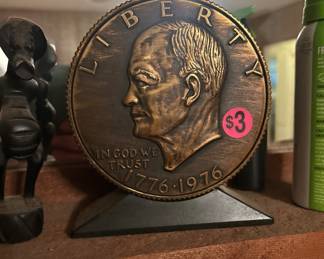 LIBERTY
$3
IN GOD WE
TRUST
1776·1976